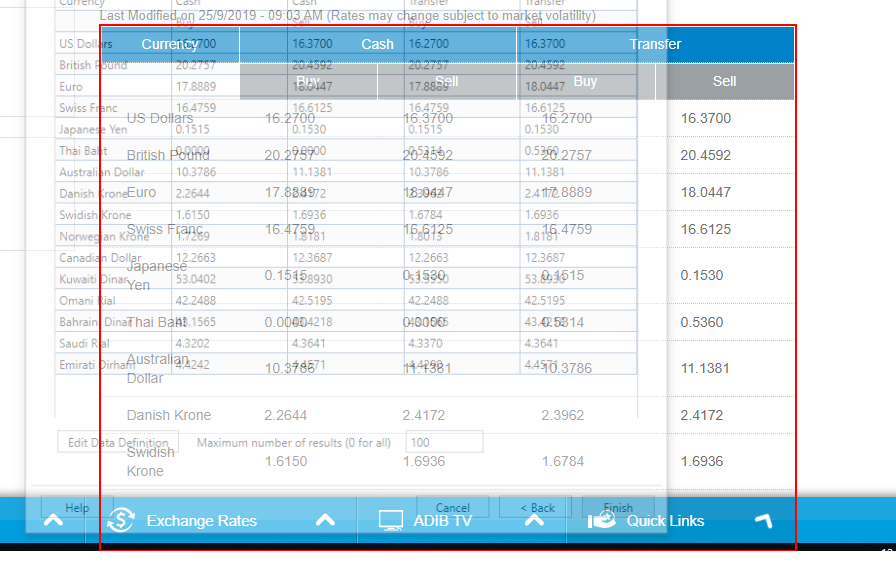 Last Modified on 25/9/2019 - 09:03 AM (Rates may change subject to market volatility)
Currency Cash Cash Transfer Transfer
Buy Sell Buy Sell
US Dollars 16.2700 16.3700 16.2700 16.3700
British Pound 20.2757 20.4592 20.2757 20.4592
Euro 17.8889 18.0447 17.8889 18.0447
Swiss Franc 16.4759 16.6125 16.4759 16.6125
Japanese Yen 0.1515 0.1530 0.1515 0.1530
Thai Baht 0.0000 0.0000 0.5314 0.5360
Australian Dollar 10.3786 11.1381 10.3786 11.1381
Danish Krone 2.2644 2.4172 2.3962 2.4172
Swidish Krone 1.6150 1.6936 1.6784 1.6936
Norwegian Krone 1.7269 1.8181 1.8015 1.8181
Canadian Dollar 12.2663 12.3687 12.2663 12.3687
Kuwaiti Dinar 53.0402 53.8930 53.8930
Omani Rial 42.2488 42.5195 42.2488 42.5195
Bahraini Dinar 43.1565 43.4218 43.1565 43.4218
Saudi Rial 4.3202 4.3641 4.3370 4.3641
Emirati Dirham 4.4242 4.4571 4.4571
Edit Data Definition Maximum number of results (0 for all) 100
Help Cancel < Back Finish
Currency Cash Transfer
Buy Sell Buy Sell
US Dollars 16.2700 16.3700 16.2700 16.3700
British Pound 20.2757 20.4592 20.2757 20.4592
Euro 17.8889 18.0447 17.8889 18.0447
Swiss Franc 16.4759 16.6125 16.4759 16.6125
Japanese
Yen 0.1515 0.1530 0.1515 0.1530
Thai Baht 0.0000 0.0000 0.5314 0.5360
Australian
Dollar 10.3786 11.1381 10.3786 11.1381
Danish Krone 2.2644 2.4172 2.3962 2.4172
Swidish
Krone 1.6150 1.6936 1.6784 1.6936
Exchange Rates ADIB TV Quick Links